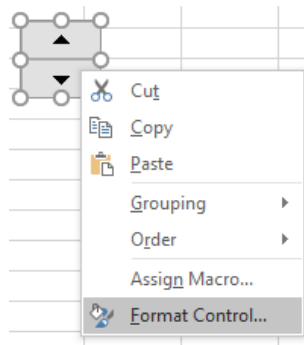 Cut
Copy
Paste
Grouping
Order
Assign Macro...
Format Control...